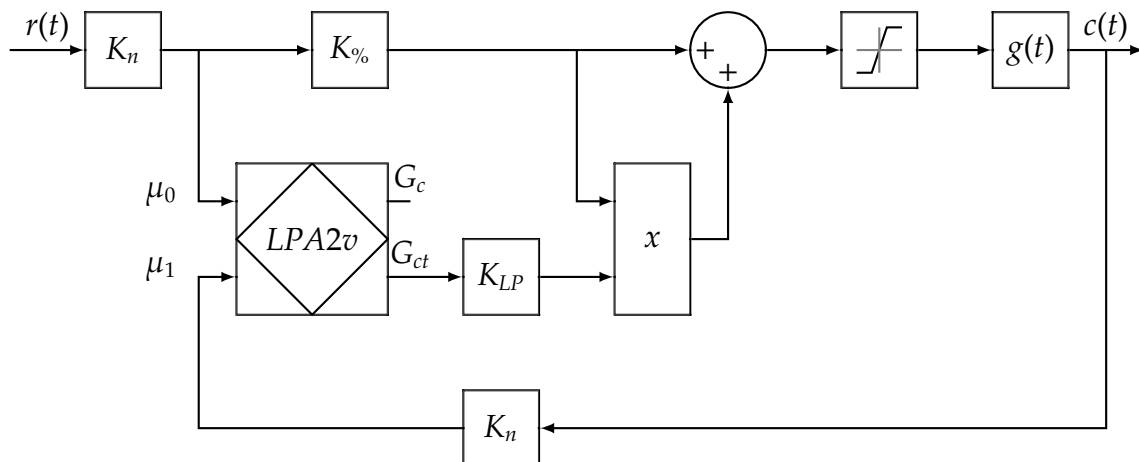 r(t)
K_n
K_%
+
+
g(t)
c(t)
μ_0
G_c
LPA2v
x
μ_1
G_ct
K_LP
K_n